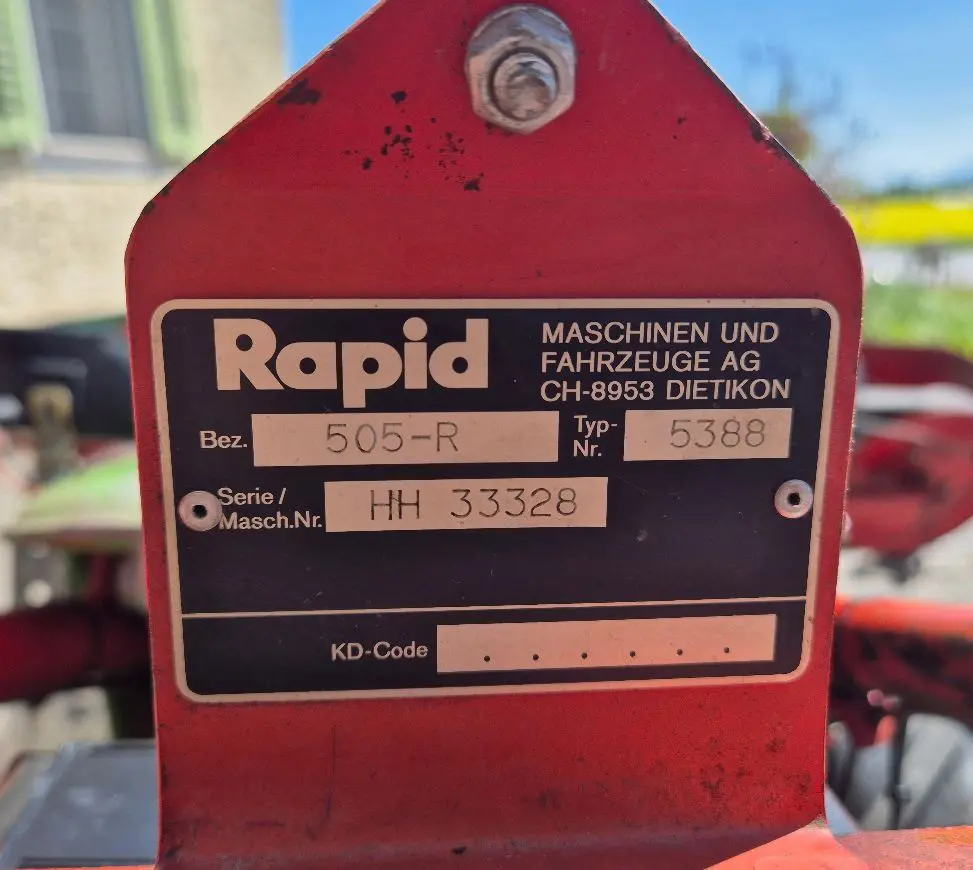 Rapid
MASCHINEN UND
FAHRZEUGE AG
CH-8953 DIETIKON
Bez. 505-R
Typ-
Nr. 5388
Serie /
Masch.Nr. HH 33328
KD-Code . . . . . .